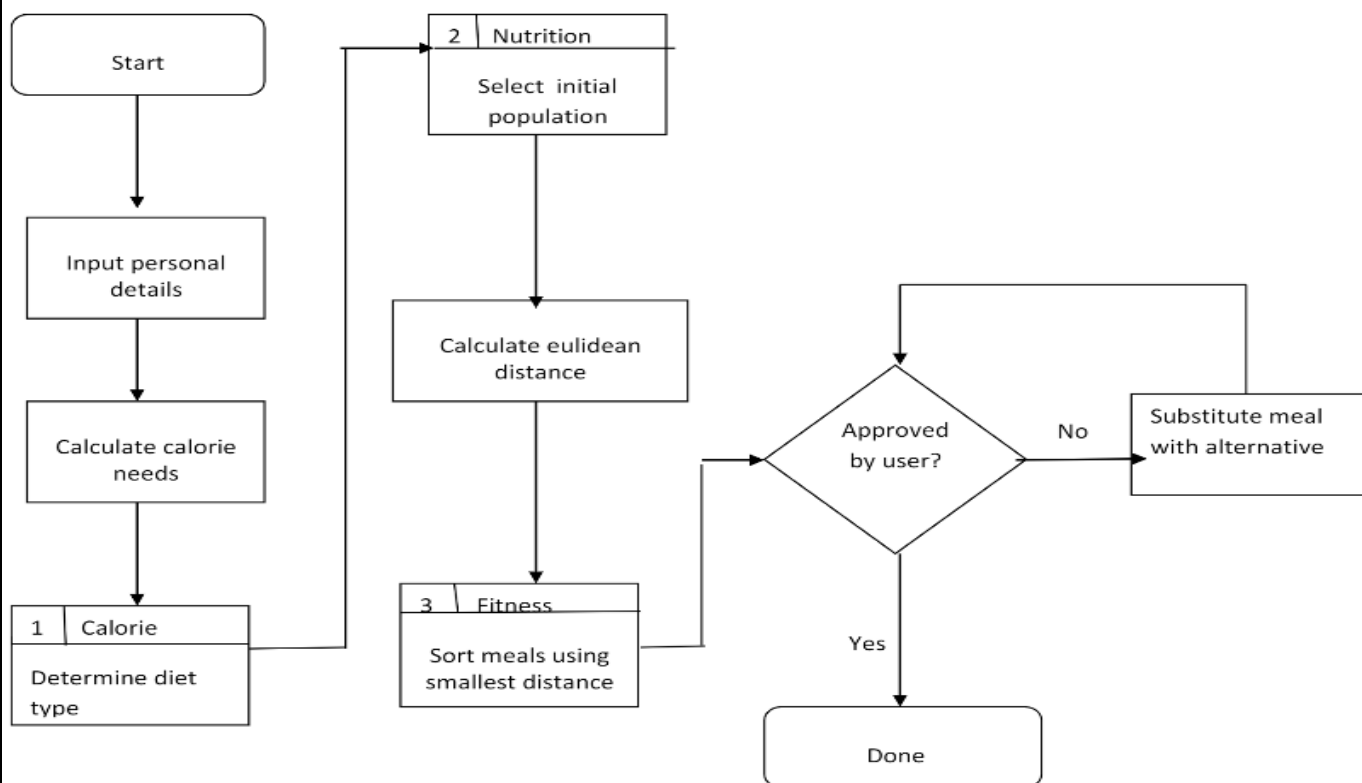 Start
Input personal
details
Calculate calorie
needs
1 Calorie
Determine diet
type
2 Nutrition
Select initial
population
Calculate eulidean
distance
3 Fitness
Sort meals using
smallest distance
Approved
by user?
No
Substitute meal
with alternative
Yes
Done